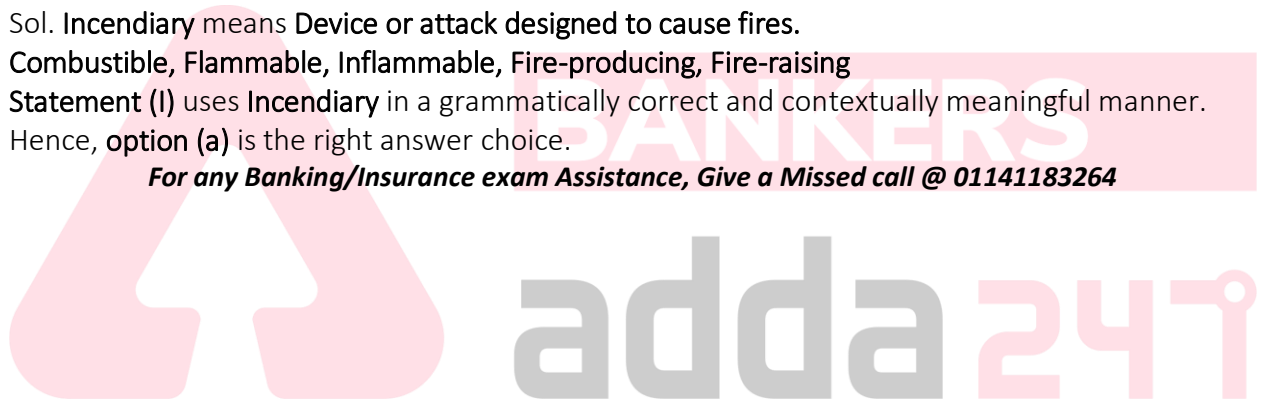 Sol. Incendiary means Device or attack designed to cause fires.
Combustible, Flammable, Inflammable, Fire-producing, Fire-raising
Statement (I) uses Incendiary in a grammatically correct and contextually meaningful manner.
Hence, option (a) is the right answer choice.
For any Banking/Insurance exam Assistance, Give a Missed call @ 01141183264
BANKERS
adda247